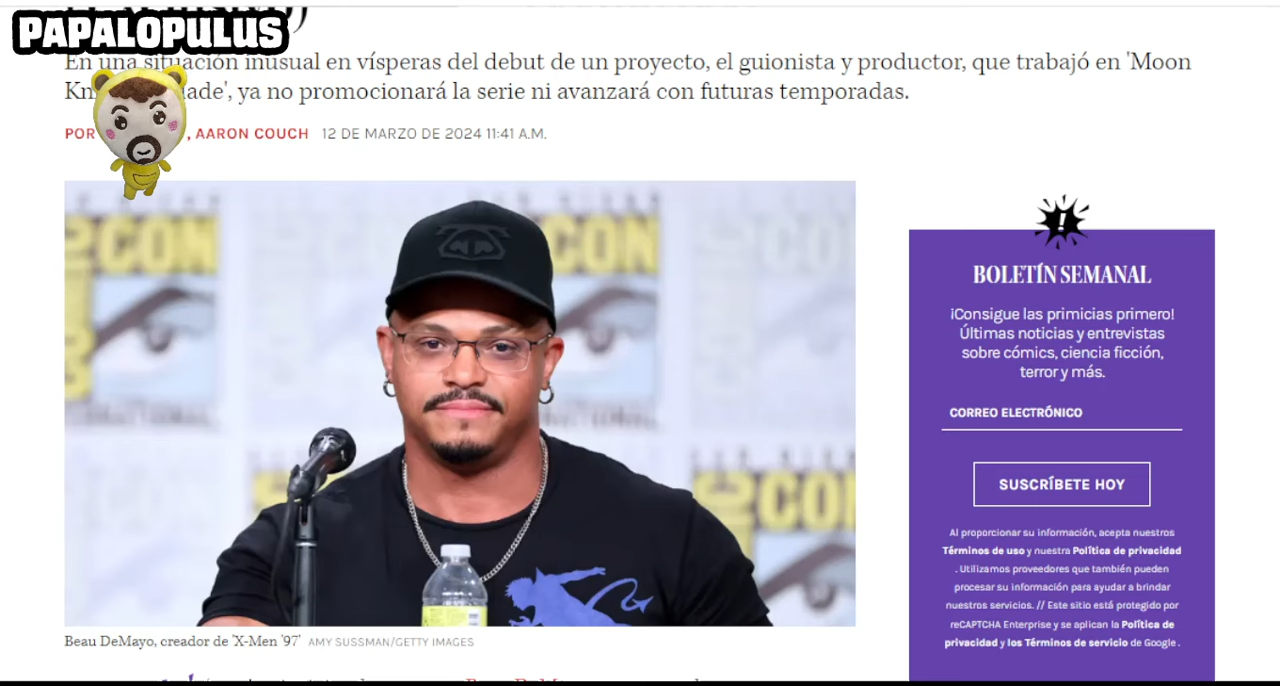 PAPALOPULUS
En una situación inusual en vísperas del debut de un proyecto, el guionista y productor, que trabajó en 'Moon
ade', ya no promocionará la serie ni avanzará con futuras temporadas.
POR , AARON COUCH 12 DE MARZO DE 2024 11:41 A.M.
CON
CON
CON
!
BOLETÍN SEMANAL
¡Consigue las primicias primero!
Últimas noticias y entrevistas
sobre cómics, ciencia ficción,
terror y más.
CORREO ELECTRÓNICO
SUSCRÍBETE HOY
Al proporcionar su información, acepta nuestros
Términos de uso y nuestra Política de privacidad
. Utilizamos proveedores que también pueden
procesar su información para ayudar a brindar
nuestros servicios. // Este sitio está protegido por
reCAPTCHA Enterprise y se aplican la Política de
privacidad y los Términos de servicio de Google .
Beau DeMayo, creador de 'X-Men '97' AMY SUSSMAN/GETTY IMAGES